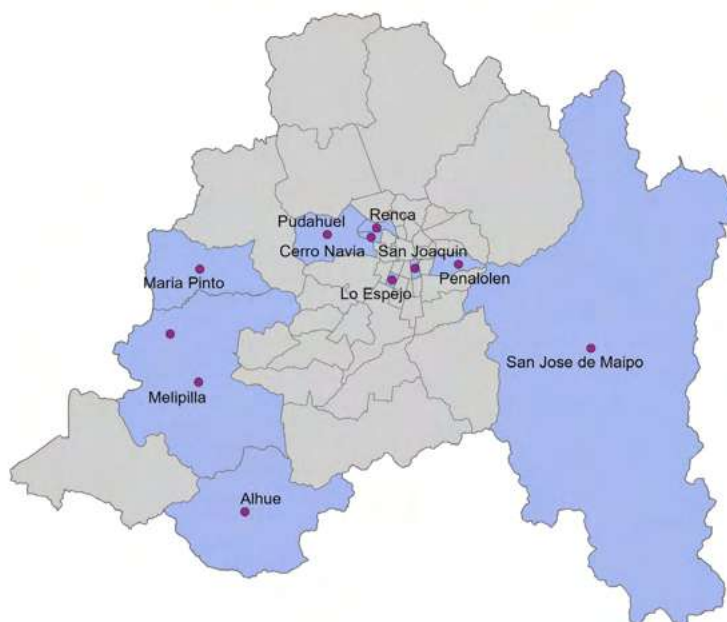 Renca
Pudahuel
Cerro Navia
San Joaquin
Maria Pinto
Penalolen
Lo Espejo
San Jose de Maipo
Melipilla
Alhue